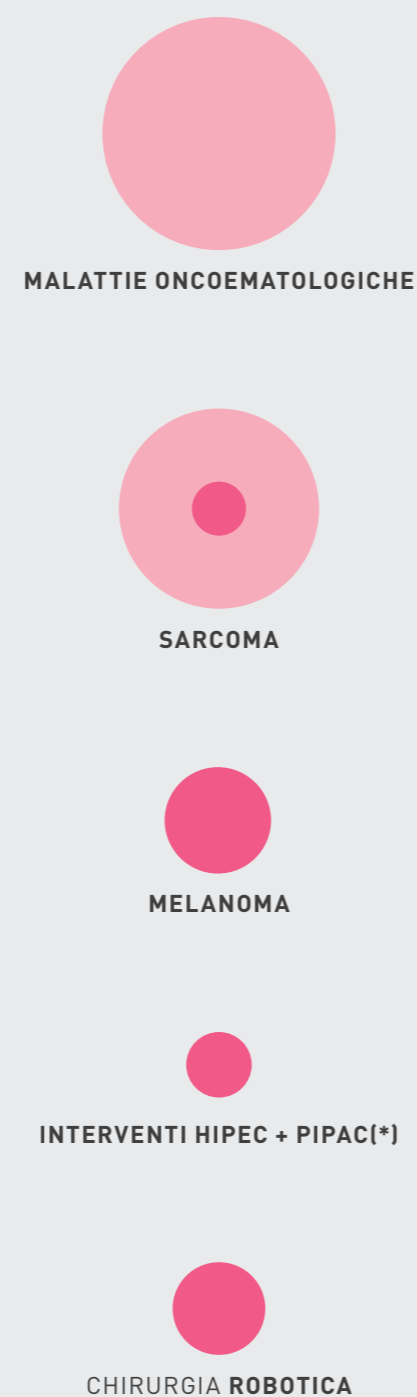 MALATTIE ONCOEMATOLOGICHE
SARCOMA
MELANOMA
INTERVENTI HIPEC + PIPAC(*)
CHIRURGIA ROBOTICA